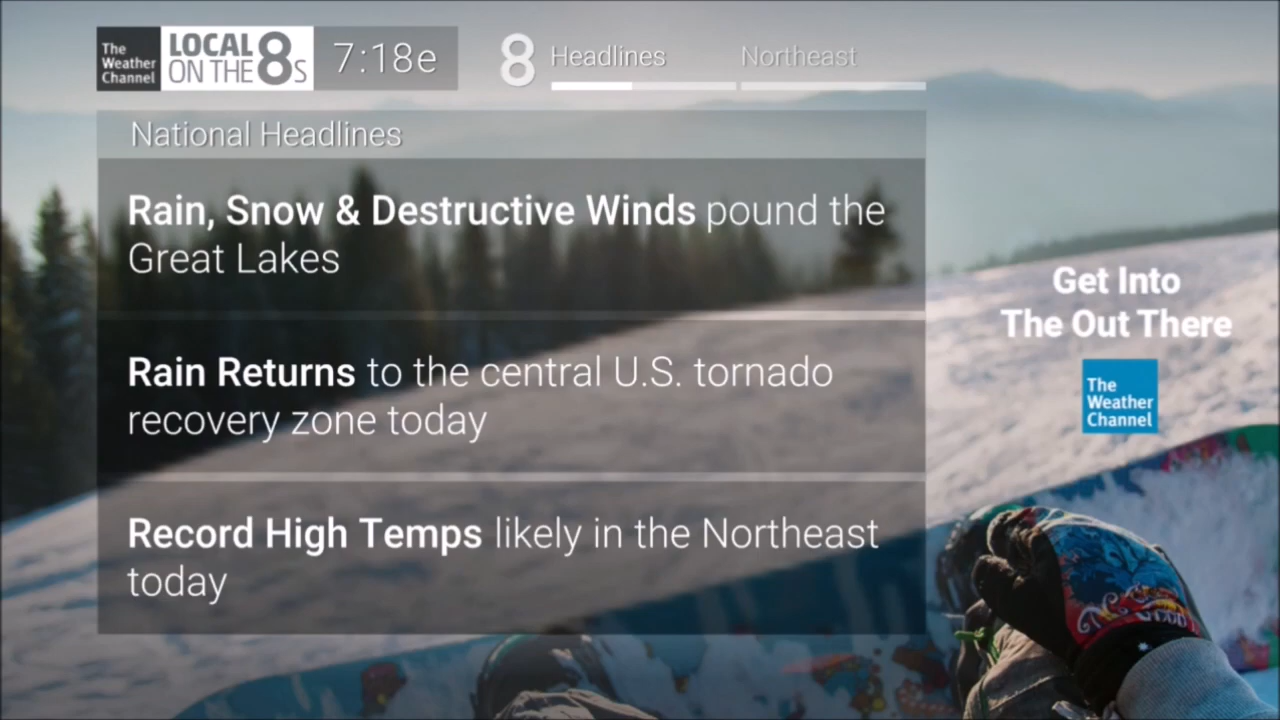 The
Weather
Channel
LOCAL
ON THE 8s
7:18e
8
Headlines
Northeast
National Headlines
Rain, Snow & Destructive Winds pound the
Great Lakes
Rain Returns to the central U.S. tornado
recovery zone today
Record High Temps likely in the Northeast
today
Get Into
The Out There
The
Weather
Channel